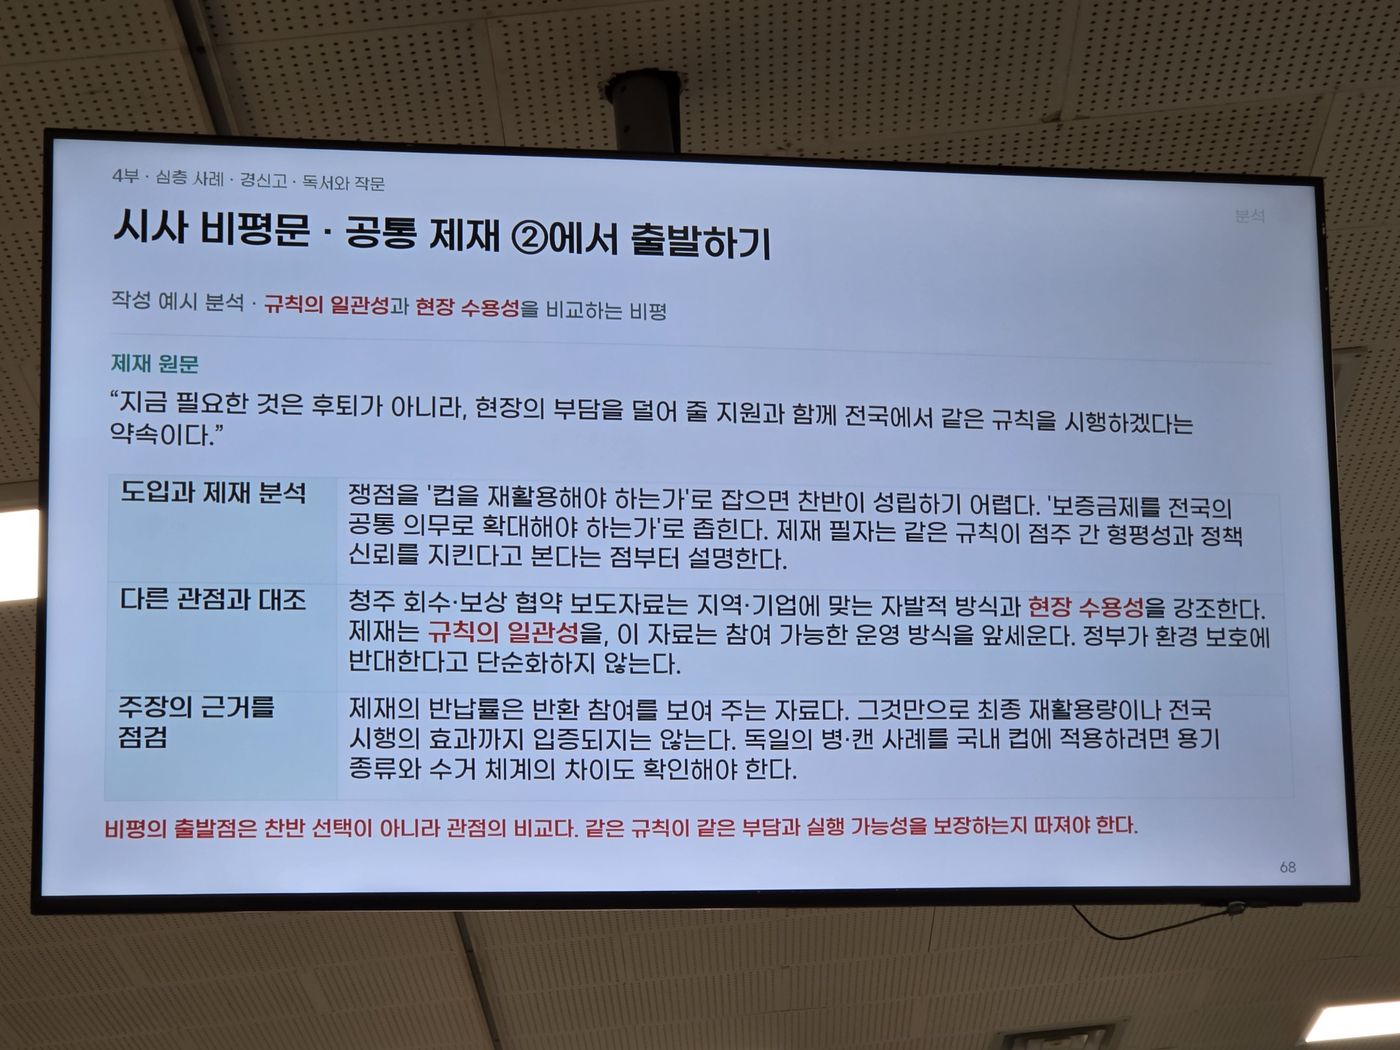 4부 · 심층 사례 · 경신고 · 독서와 작문
분석
시사 비평문 · 공통 제재 ②에서 출발하기
작성 예시 분석 · 규칙의 일관성과 현장 수용성을 비교하는 비평
제재 원문
“지금 필요한 것은 후퇴가 아니라, 현장의 부담을 덜어 줄 지원과 함께 전국에서 같은 규칙을 시행하겠다는
약속이다.”
도입과 제재 분석
쟁점을 '컵을 재활용해야 하는가'로 잡으면 찬반이 성립하기 어렵다. '보증금제를 전국의
공통 의무로 확대해야 하는가'로 좁힌다. 제재 필자는 같은 규칙이 점주 간 형평성과 정책
신뢰를 지킨다고 본다는 점부터 설명한다.
다른 관점과 대조
청주 회수·보상 협약 보도자료는 지역·기업에 맞는 자발적 방식과 현장 수용성을 강조한다.
제재는 규칙의 일관성을, 이 자료는 참여 가능한 운영 방식을 앞세운다. 정부가 환경 보호에
반대한다고 단순화하지 않는다.
주장의 근거를
점검
제재의 반납률은 반환 참여를 보여 주는 자료다. 그것만으로 최종 재활용량이나 전국
시행의 효과까지 입증되지는 않는다. 독일의 병·캔 사례를 국내 컵에 적용하려면 용기
종류와 수거 체계의 차이도 확인해야 한다.
비평의 출발점은 찬반 선택이 아니라 관점의 비교다. 같은 규칙이 같은 부담과 실행 가능성을 보장하는지 따져야 한다.
68